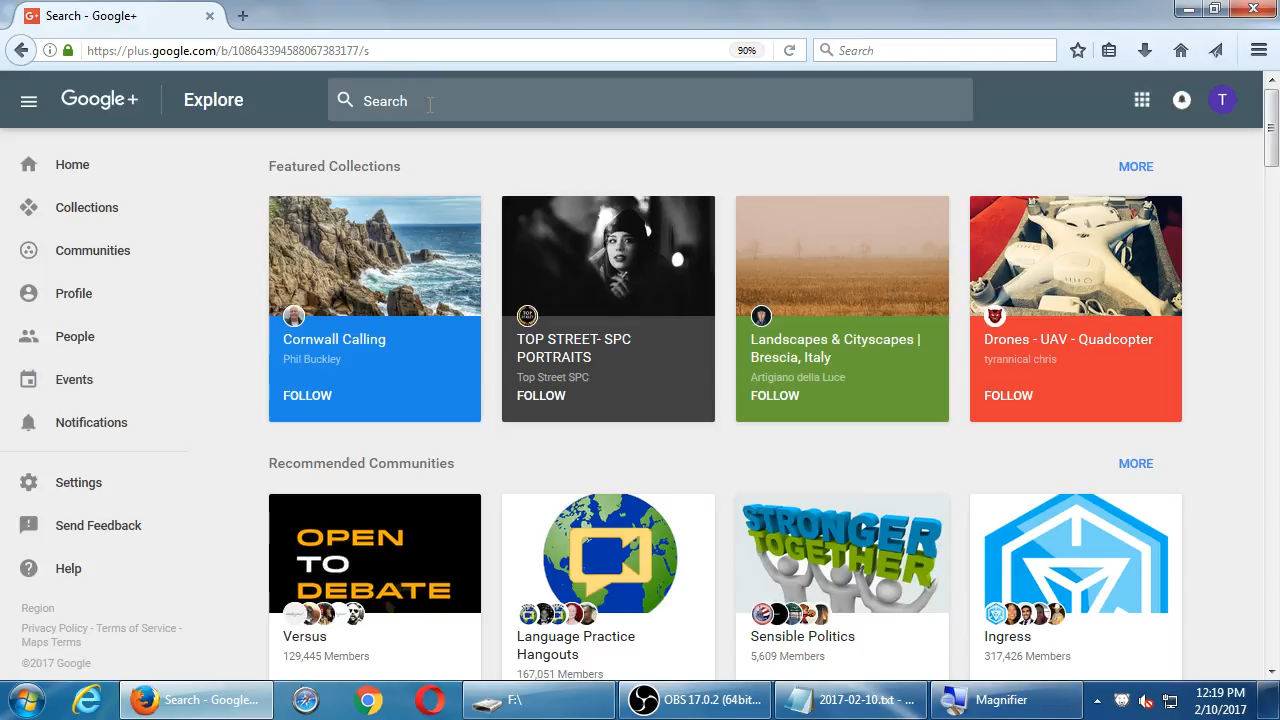 Search - Google+
https://plus.google.com/b/108643394588067383177/s
90%
Search
Google+
Explore
Search
T
Home
Collections
Communities
Profile
People
Events
Notifications
Settings
Send Feedback
Help
Region
Privacy Policy - Terms of Service -
Maps Terms
©2017 Google
Featured Collections
MORE
Cornwall Calling
Phil Buckley
FOLLOW
TOP STREET- SPC
PORTRAITS
Top Street SPC
FOLLOW
Landscapes & Cityscapes |
Brescia, Italy
Artigiano della Luce
FOLLOW
Drones - UAV - Quadcopter
tyrannical chris
FOLLOW
Recommended Communities
MORE
OPEN
TO
DEBATE
Versus
129,445 Members
Language Practice
Hangouts
167,051 Members
STRONGER
TOGETHER
Sensible Politics
5,609 Members
Ingress
317,426 Members
Search - Google...
F:\
OBS 17.0.2 (64bit...
2017-02-10.txt - ...
Magnifier
12:19 PM
2/10/2017